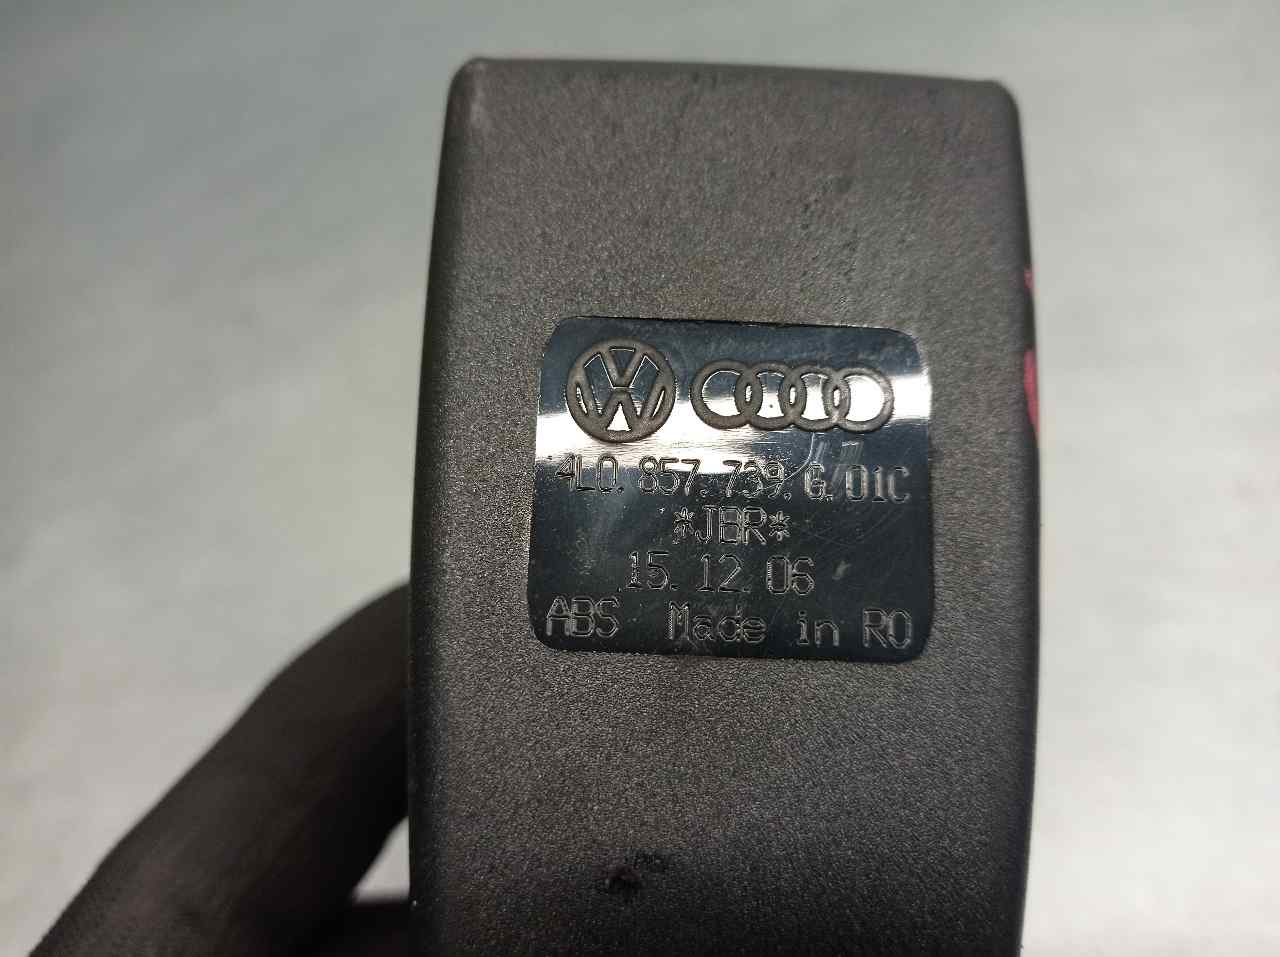 4L0.857.739.G.01C
*JBR*
15.12.06
ABS Made in RO